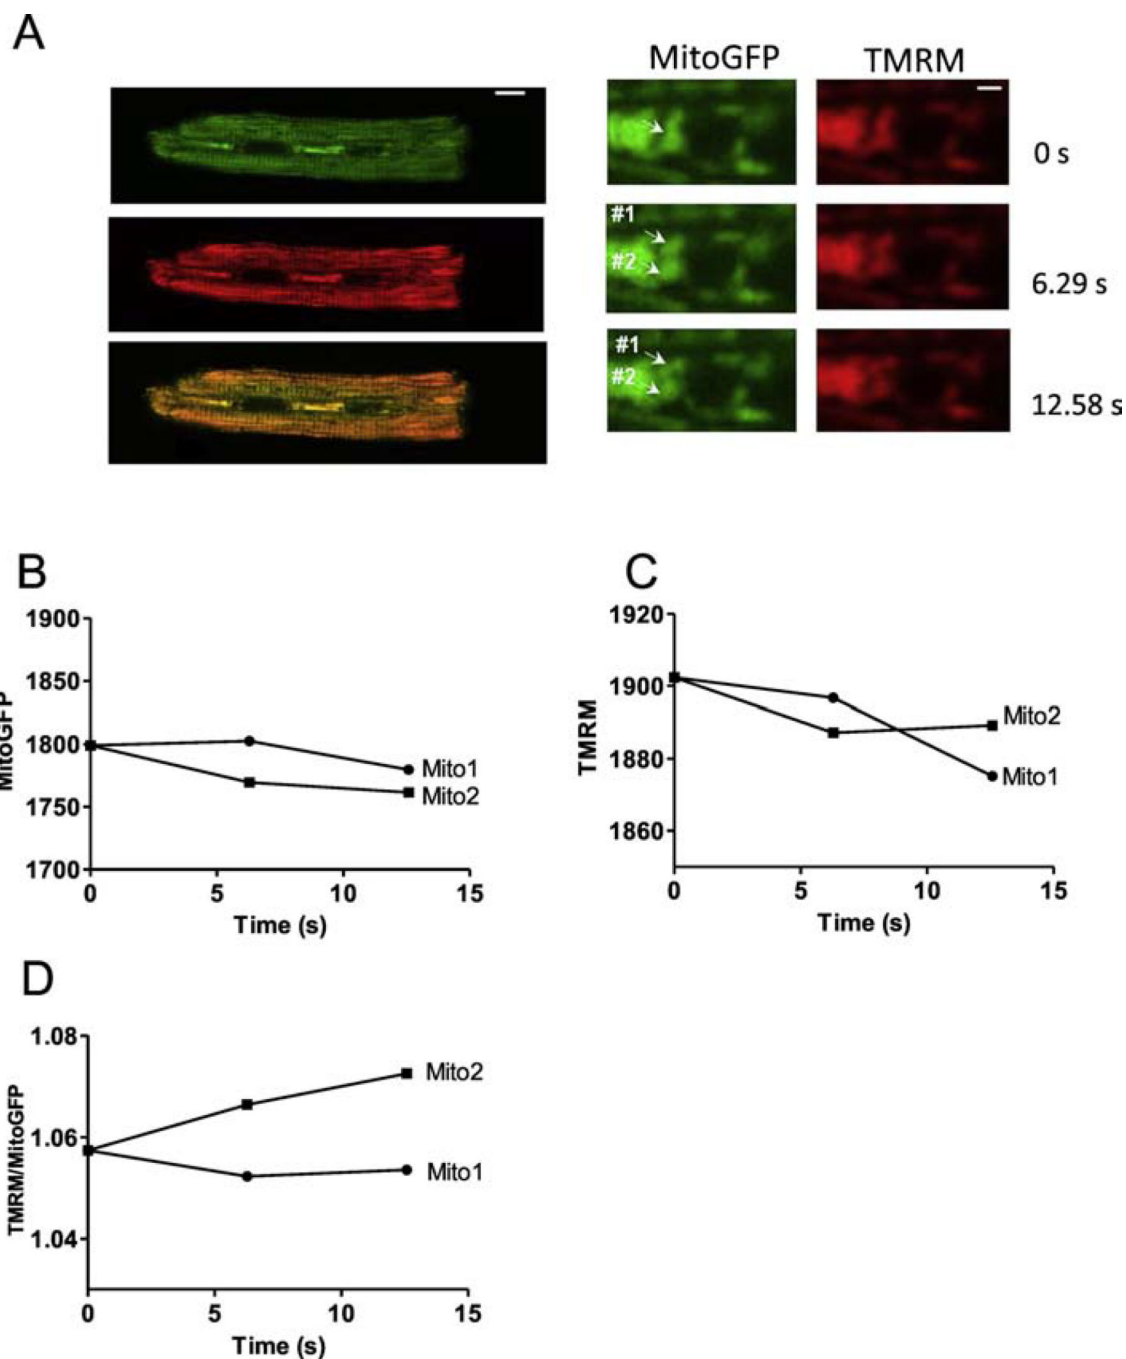 A
MitoGFP
TMRM
0 s
#1
#2
6.29 s
#1
#2
12.58 s
B
1900
1850
1800
1750
1700
MitoGFP
Mito1
Mito2
0
5
10
15
Time (s)
C
1920
1900
1880
1860
TMRM
Mito2
Mito1
0
5
10
15
Time (s)
D
1.08
1.06
1.04
TMRM/MitoGFP
Mito2
Mito1
0
5
10
15
Time (s)